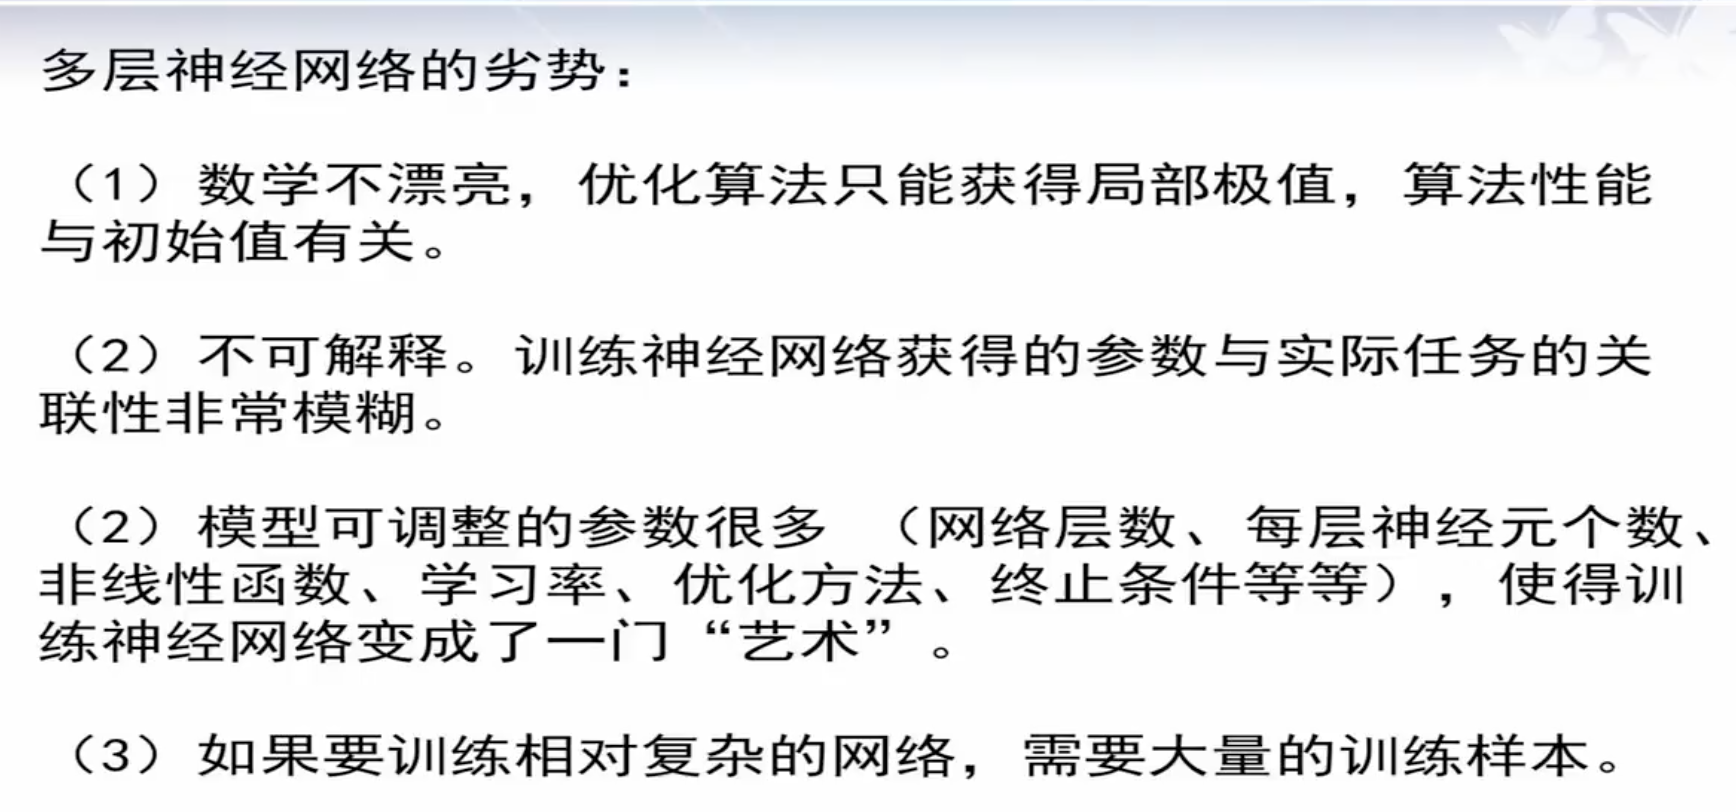 多层神经网络的劣势：
（1）数学不漂亮，优化算法只能获得局部极值，算法性能
与初始值有关。
（2）不可解释。训练神经网络获得的参数与实际任务的关
联性非常模糊。
（2）模型可调整的参数很多 （网络层数、每层神经元个数、
非线性函数、学习率、优化方法、终止条件等等），使得训
练神经网络变成了一门“艺术”。
（3）如果要训练相对复杂的网络，需要大量的训练样本。